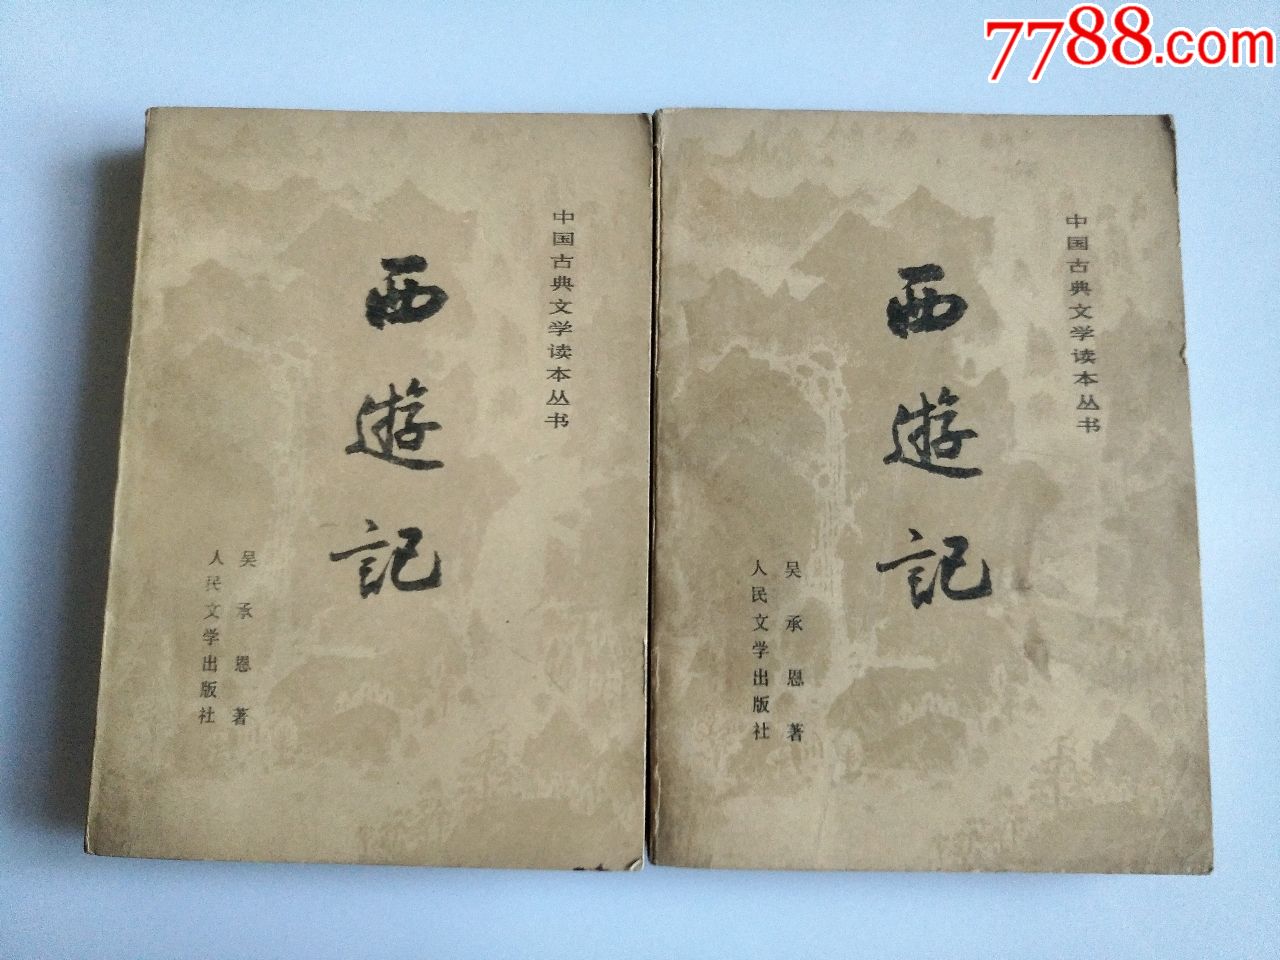 7788.com
中国古典文学读本丛书
西遊記
吴承恩著
人民文学出版社
中国古典文学读本丛书
西遊記
吴承恩著
人民文学出版社